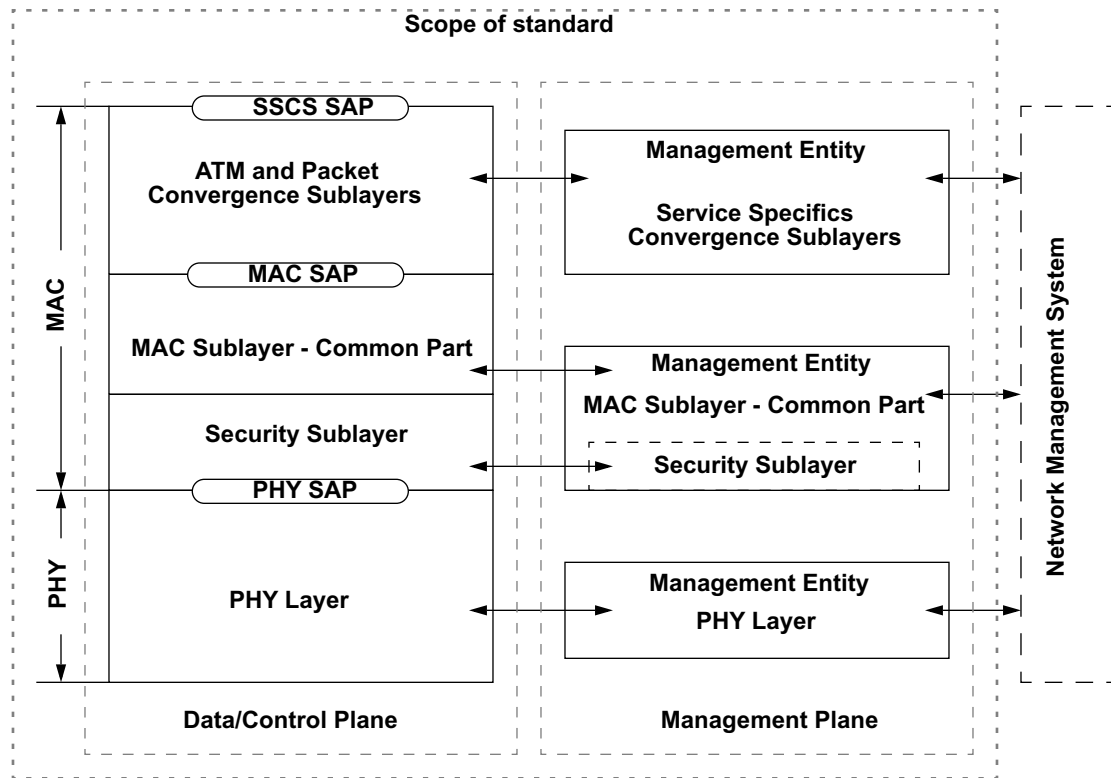 Scope of standard
SSCS SAP
ATM and Packet
Convergence Sublayers
MAC SAP
MAC Sublayer - Common Part
Security Sublayer
PHY SAP
PHY Layer
Data/Control Plane
MAC
PHY
Management Entity
Service Specifics
Convergence Sublayers
Management Entity
MAC Sublayer - Common Part
Security Sublayer
Management Entity
PHY Layer
Management Plane
Network Management System